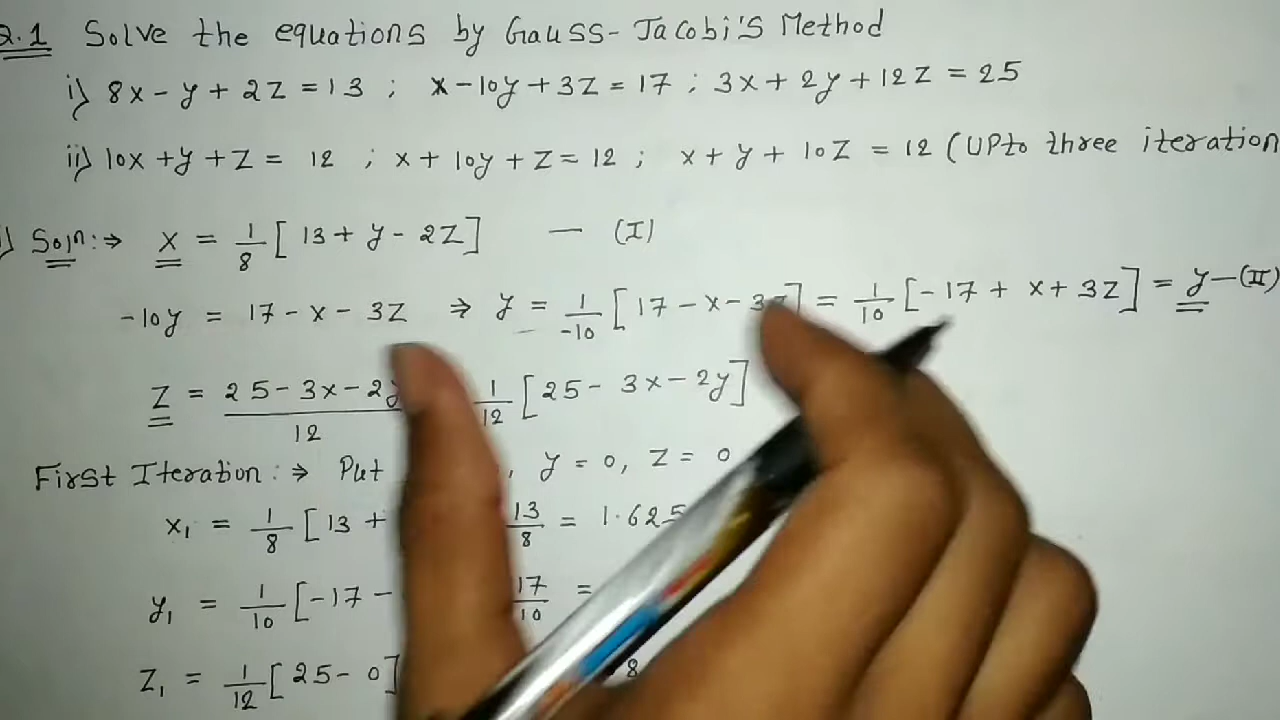 2.1 Solve the equations by Gauss-Jacobi's Method
i) 8x - y + 2z = 13 ; x - 10y + 3z = 17 ; 3x + 2y + 12z = 25
ii) 10x + y + z = 12 ; x + 10y + z = 12 ; x + y + 10z = 12 (UPto three iteration
) Soln :⇒ x = 1/8 [ 13 + y - 2z ] — (I)
-10y = 17 - x - 3z ⇒ y = 1/-10 [ 17 - x - 3z ] = 1/10 [ -17 + x + 3z ] = y — (II)
z = 25 - 3x - 2y / 12 1/12 [ 25 - 3x - 2y ]
First Iteration :⇒ Put , y = 0, z = 0
x₁ = 1/8 [ 13 + 13/8 = 1.625
y₁ = 1/10 [ -17 - 17/10 =
z₁ = 1/12 [ 25 - 0 ] 8